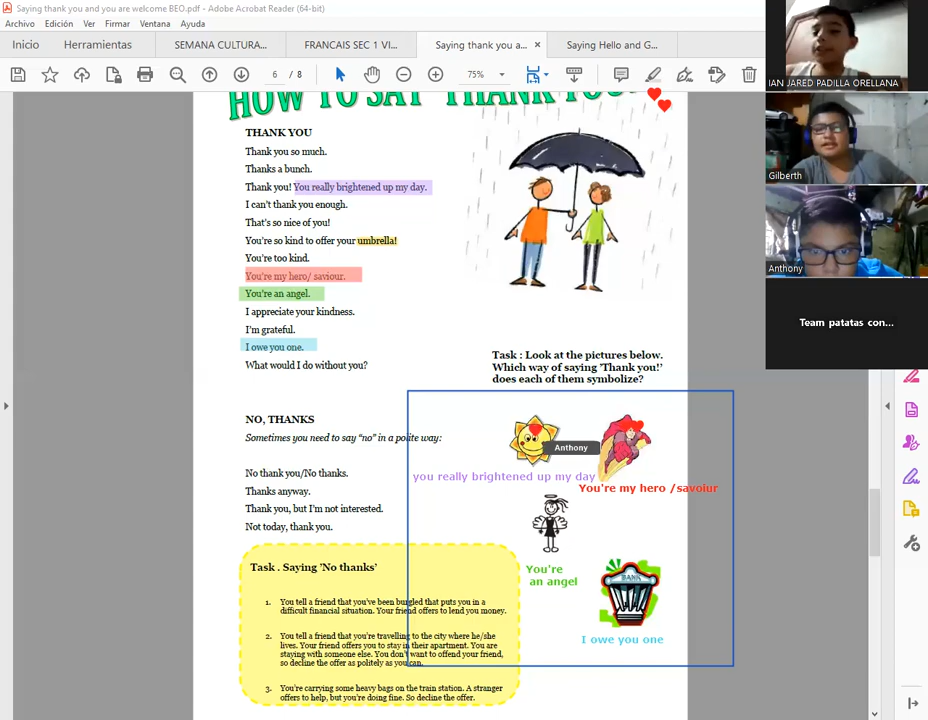 Saying thank you and you are welcome BEO.pdf - Adobe Acrobat Reader (64-bit)
Archivo Edición Ver Firmar Ventana Ayuda
Inicio Herramientas SEMANA CULTURA... FRANCAIS SEC 1 VI... Saying thank you a... × Saying Hello and G...
6 / 8 75%
HOW TO SAY THANK YOU
THANK YOU
Thank you so much.
Thanks a bunch.
Thank you! You really brightened up my day.
I can't thank you enough.
That's so nice of you!
You're so kind to offer your umbrella!
You're too kind.
You're my hero/ saviour.
You're an angel.
I appreciate your kindness.
I'm grateful.
I owe you one.
What would I do without you?
Task : Look at the pictures below.
Which way of saying 'Thank you!'
does each of them symbolize?
NO, THANKS
Sometimes you need to say "no" in a polite way:
No thank you/No thanks.
Thanks anyway.
Thank you, but I'm not interested.
Not today, thank you.
Anthony
you really brightened up my day
You're my hero /savoiur
You're
an angel
BANK
I owe you one
Task . Saying 'No thanks'
1. You tell a friend that you've been burgled that puts you in a
difficult financial situation. Your friend offers to lend you money.
2. You tell a friend that you're travelling to the city where he/she
lives. Your friend offers you to stay in their apartment. You are
staying with someone else. You don't want to offend your friend,
so decline the offer as politely as you can.
3. You're carrying some heavy bags on the train station. A stranger
offers to help, but you're doing fine. So decline the offer.
IAN JARED PADILLA ORELLANA
Gilberth
Anthony
Team patatas con...